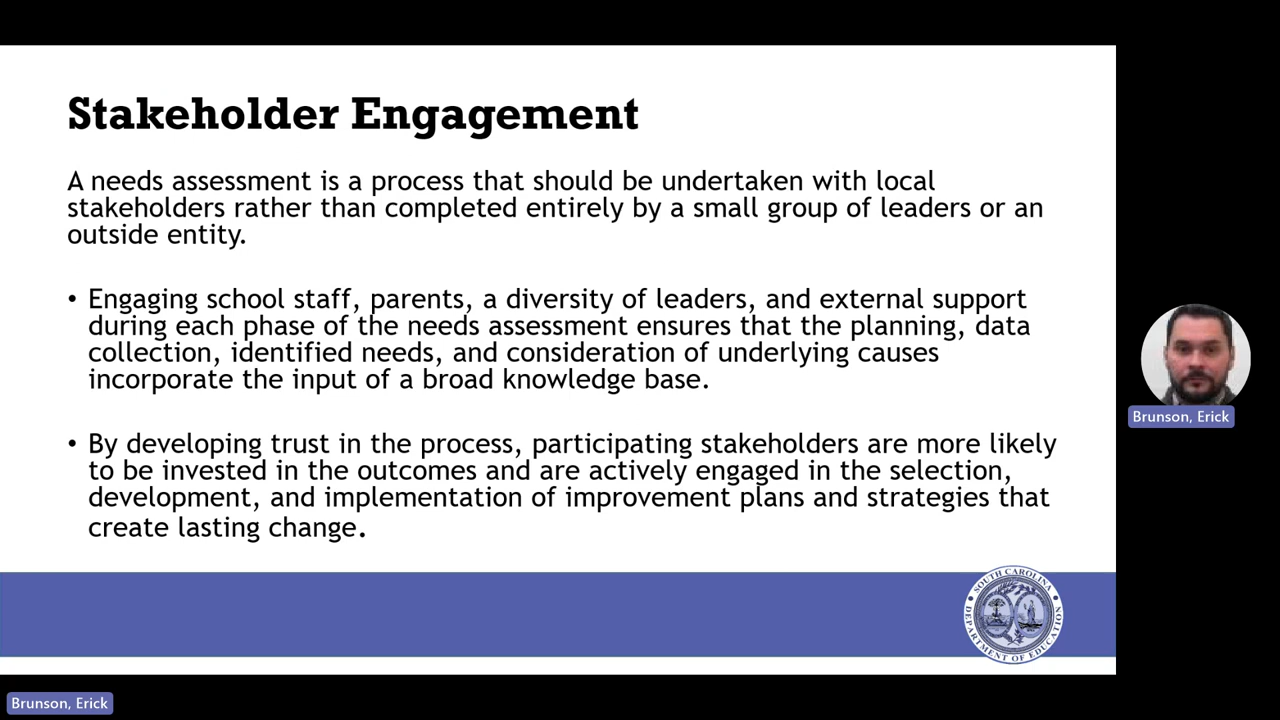 Stakeholder Engagement
A needs assessment is a process that should be undertaken with local
stakeholders rather than completed entirely by a small group of leaders or an
outside entity.
• Engaging school staff, parents, a diversity of leaders, and external support
during each phase of the needs assessment ensures that the planning, data
collection, identified needs, and consideration of underlying causes
incorporate the input of a broad knowledge base.
• By developing trust in the process, participating stakeholders are more likely
to be invested in the outcomes and are actively engaged in the selection,
development, and implementation of improvement plans and strategies that
create lasting change.
SOUTH CAROLINA
DEPARTMENT OF EDUCATION
Brunson, Erick
Brunson, Erick